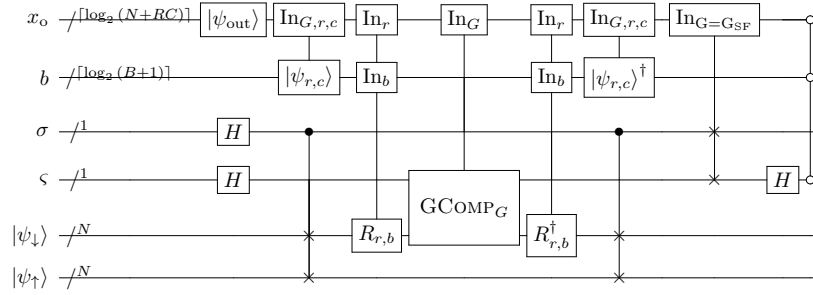 x_o ⌈log_2 (N+RC)⌉ |ψ_out⟩ In_{G,r,c} In_r In_G In_r In_{G,r,c} In_{G=G_SF}
b ⌈log_2 (B+1)⌉ |ψ_{r,c}⟩ In_b In_b |ψ_{r,c}⟩^†
σ 1 H
ς 1 H GCOMP_G H
|ψ_↓⟩ N R_{r,b} R^†_{r,b}
|ψ_↑⟩ N